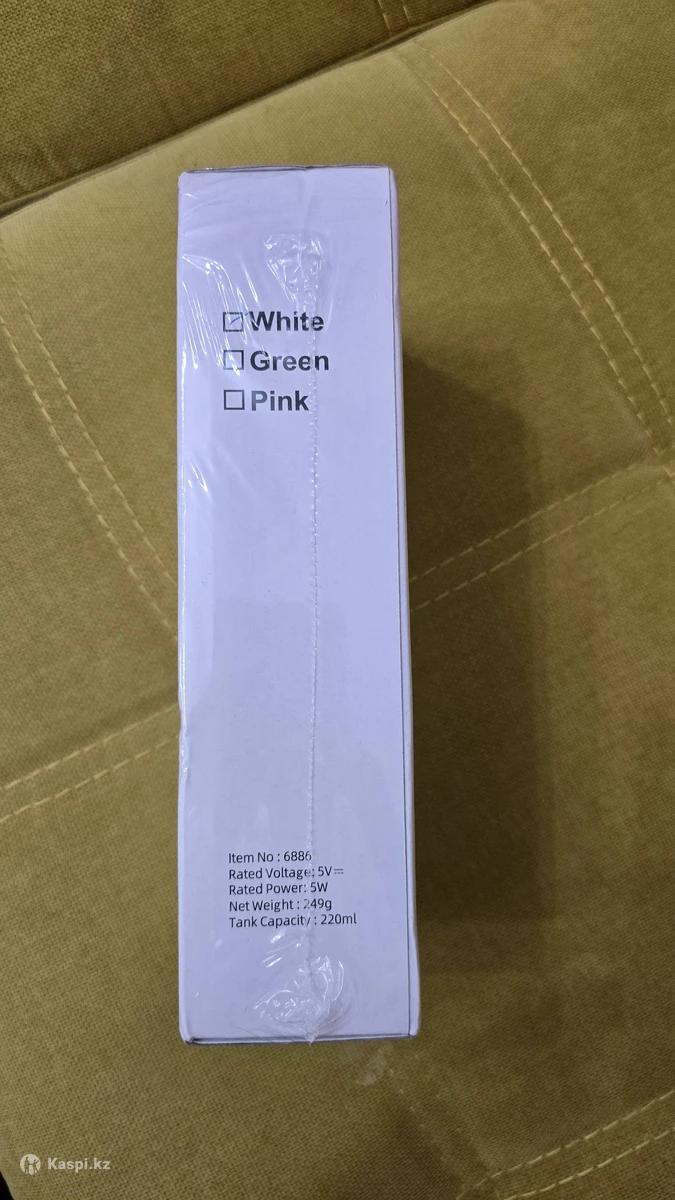 White
Green
Pink
Item No : 6886
Rated Voltage: 5V⎓
Rated Power: 5W
Net Weight : 249g
Tank Capacity : 220ml
Kaspi.kz